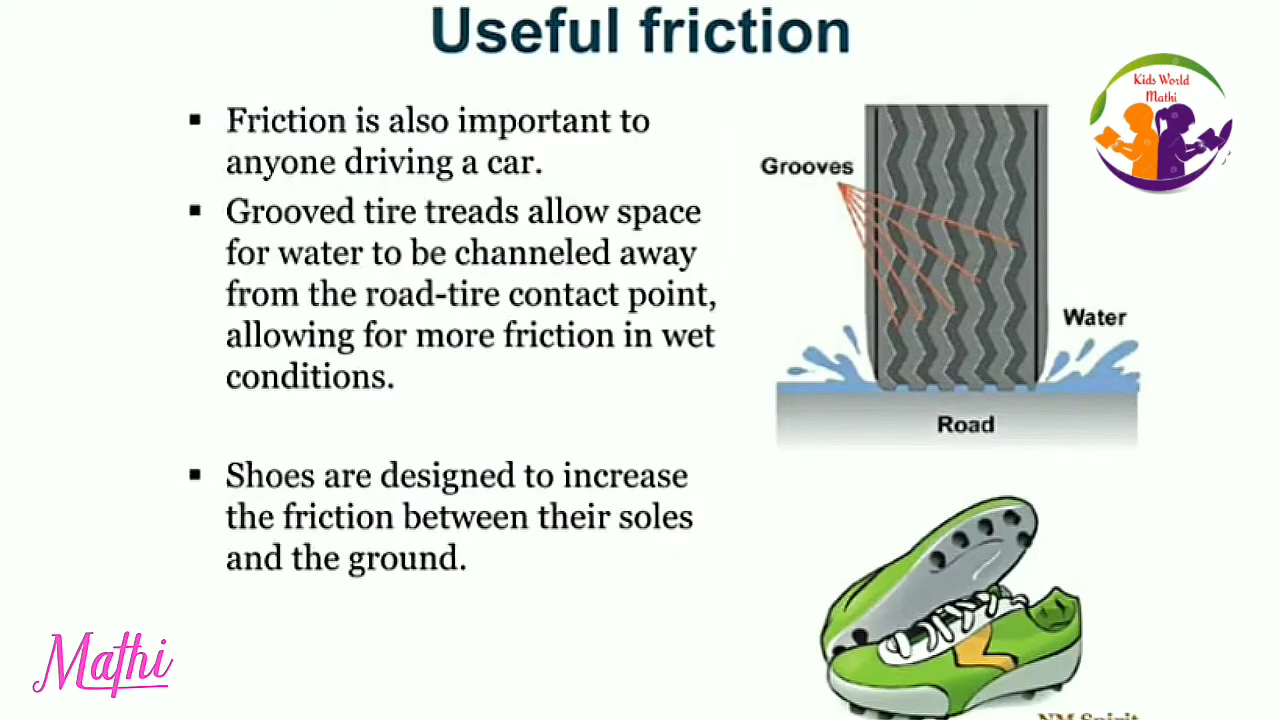 Useful friction
▪ Friction is also important to
anyone driving a car.
▪ Grooved tire treads allow space
for water to be channeled away
from the road-tire contact point,
allowing for more friction in wet
conditions.
▪ Shoes are designed to increase
the friction between their soles
and the ground.
Kids World
Mathi
Grooves
Water
Road
Mathi
NM Spirit